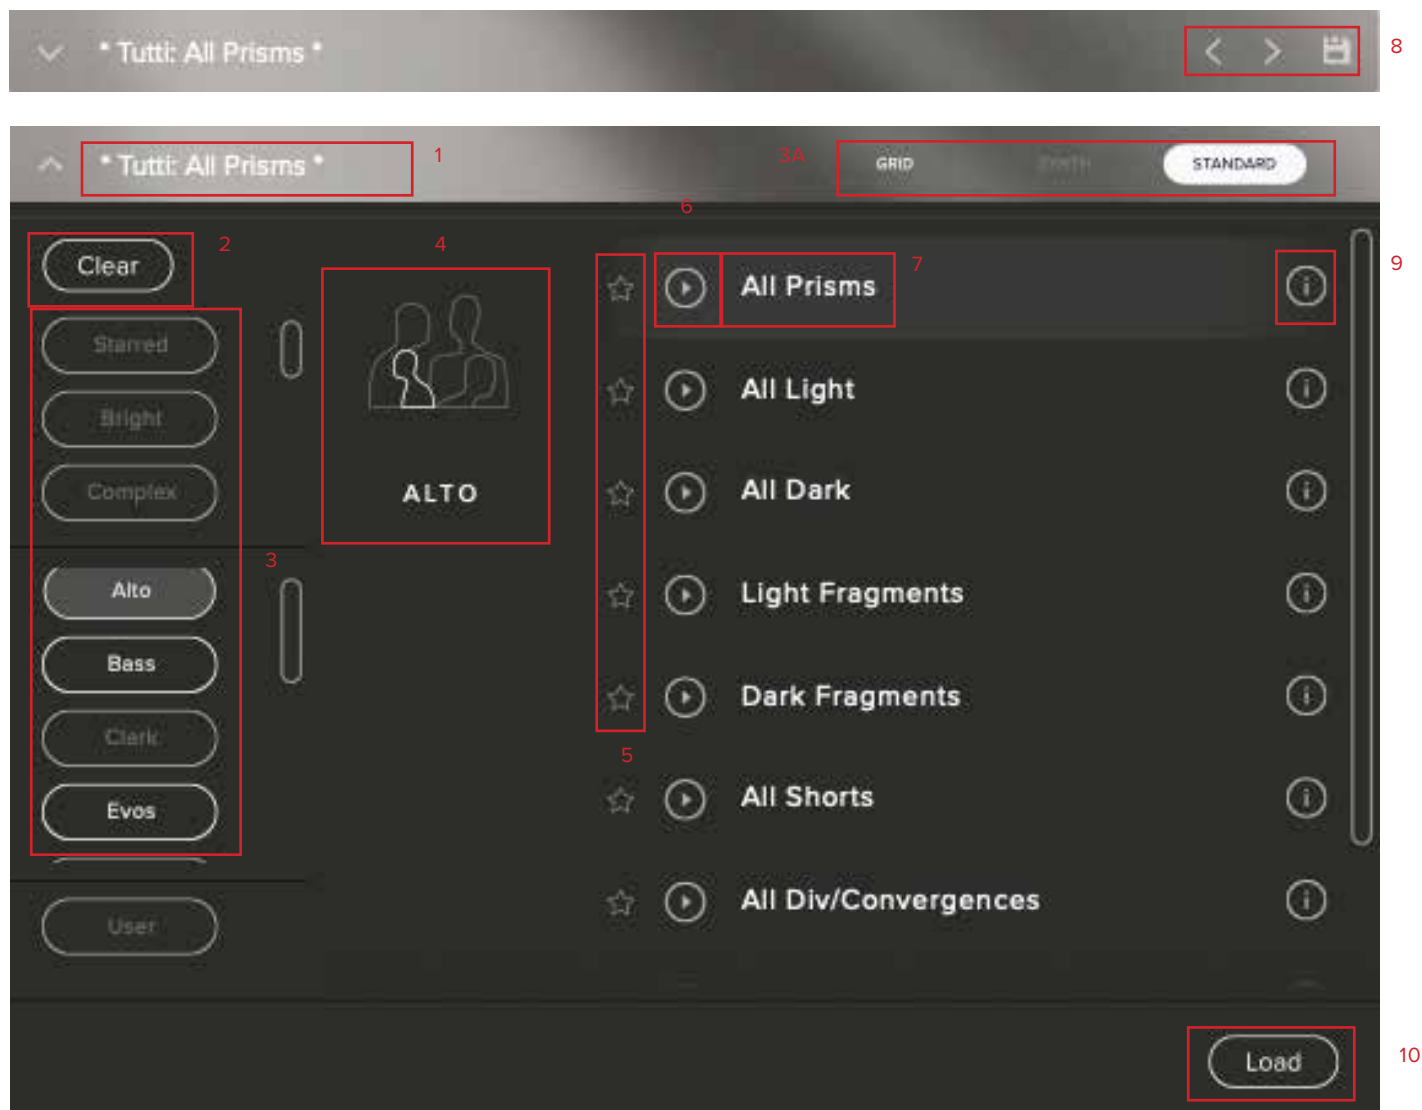 * Tutti: All Prisms *
8
* Tutti: All Prisms *
1
3A
GRID
SYNTH
STANDARD
6
Clear
2
4
All Prisms
7
9
Starred
Bright
All Light
Complex
ALTO
All Dark
3
Alto
Light Fragments
Bass
Dark Fragments
Clark
5
Evos
All Shorts
User
All Div/Convergences
Load
10